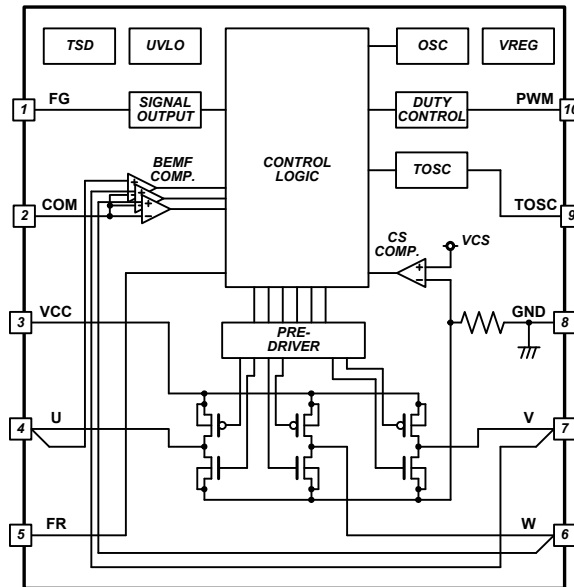 TSD
UVLO
OSC
VREG
1
FG
SIGNAL
OUTPUT
DUTY
CONTROL
PWM
10
BEMF
COMP.
CONTROL
LOGIC
TOSC
2
COM
TOSC
9
CS
COMP.
VCS
3
VCC
GND
8
PRE-
DRIVER
4
U
V
7
5
FR
W
6